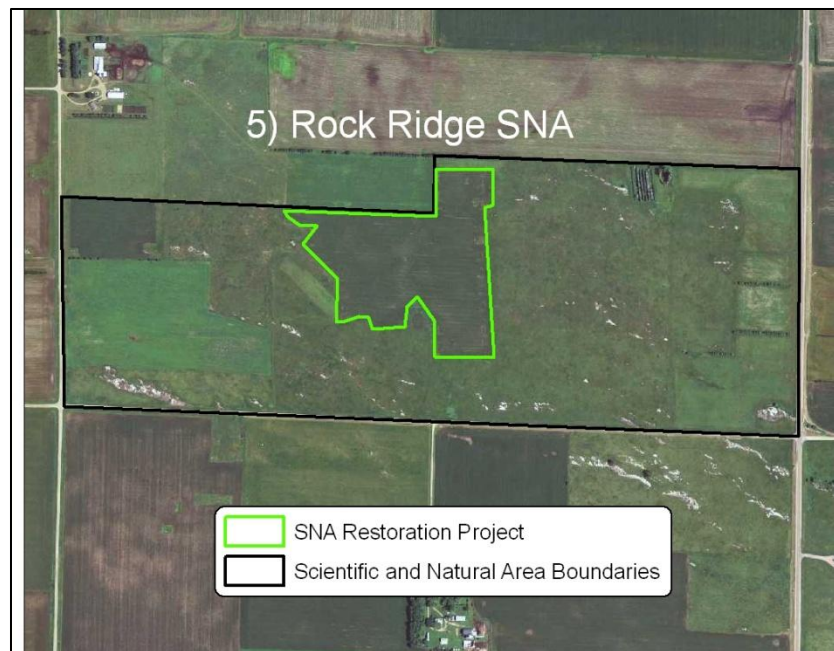 5) Rock Ridge SNA
SNA Restoration Project
Scientific and Natural Area Boundaries